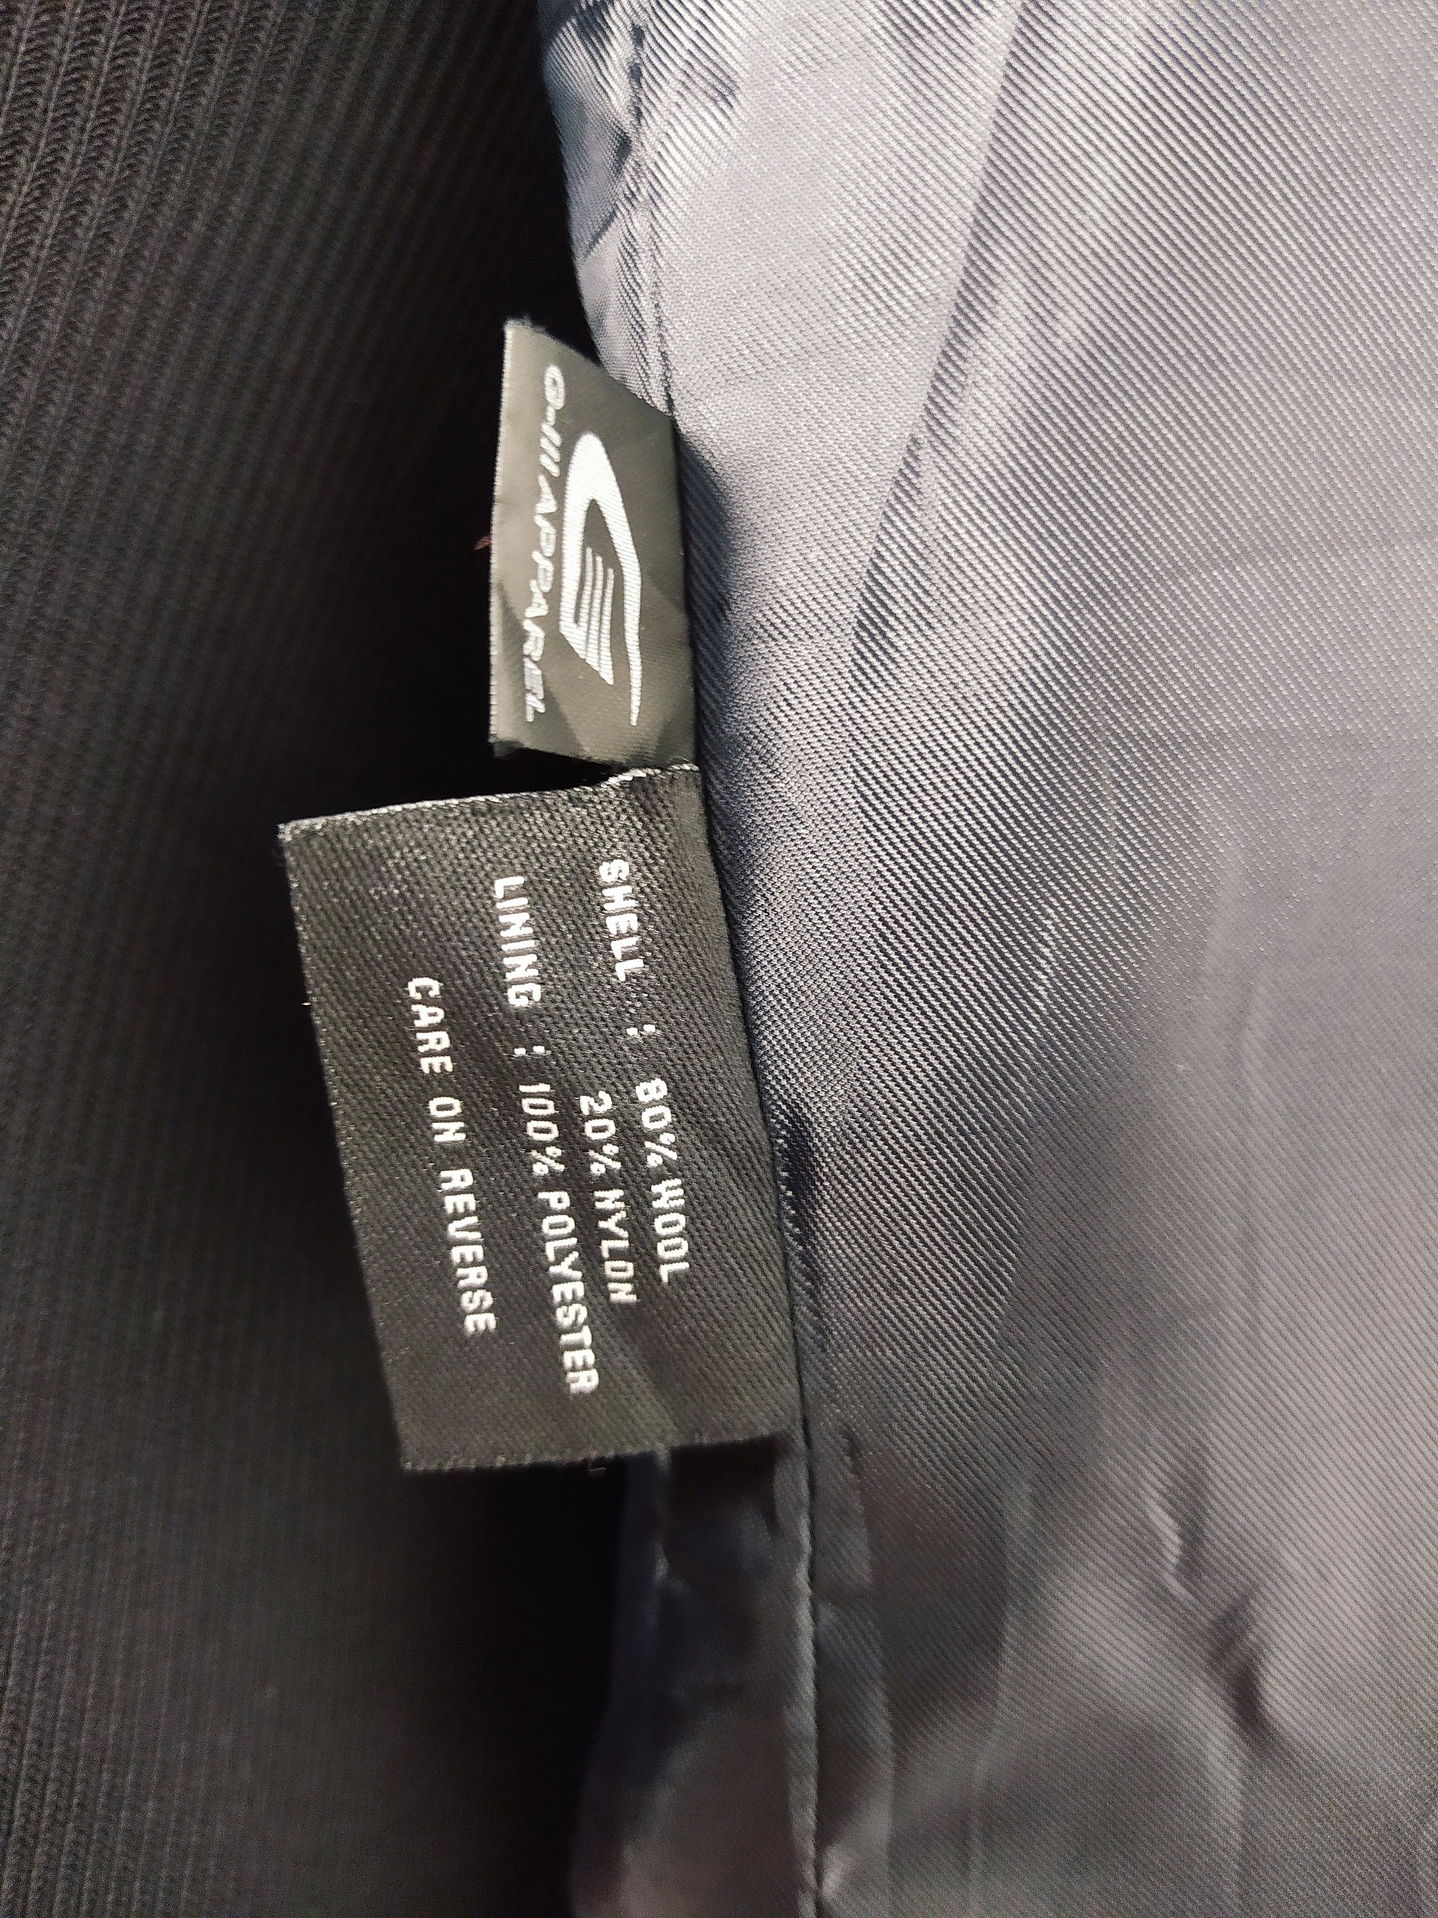 G-III APPAREL
SHELL : 80% WOOL
20% NYLON
LINING : 100% POLYESTER
CARE ON REVERSE